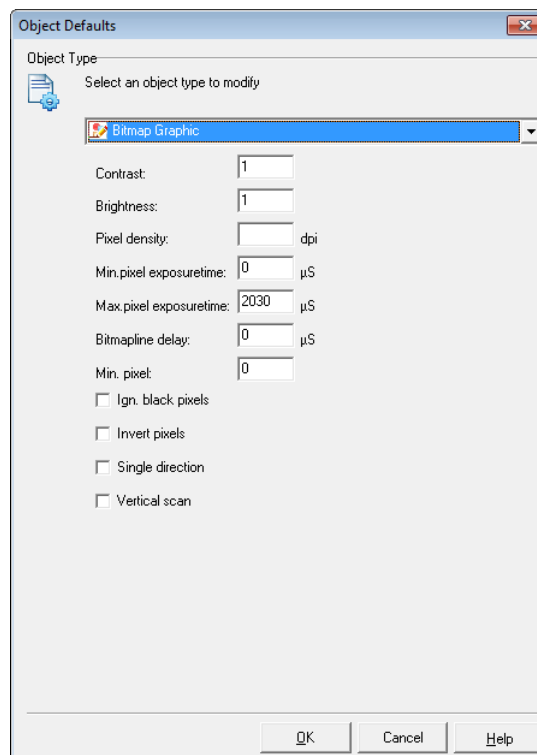 Object Defaults
Object Type
Select an object type to modify
Bitmap Graphic
Contrast: 1
Brightness: 1
Pixel density: dpi
Min.pixel exposuretime: 0 µS
Max.pixel exposuretime: 2030 µS
Bitmapline delay: 0 µS
Min. pixel: 0
Ign. black pixels
Invert pixels
Single direction
Vertical scan
OK Cancel Help